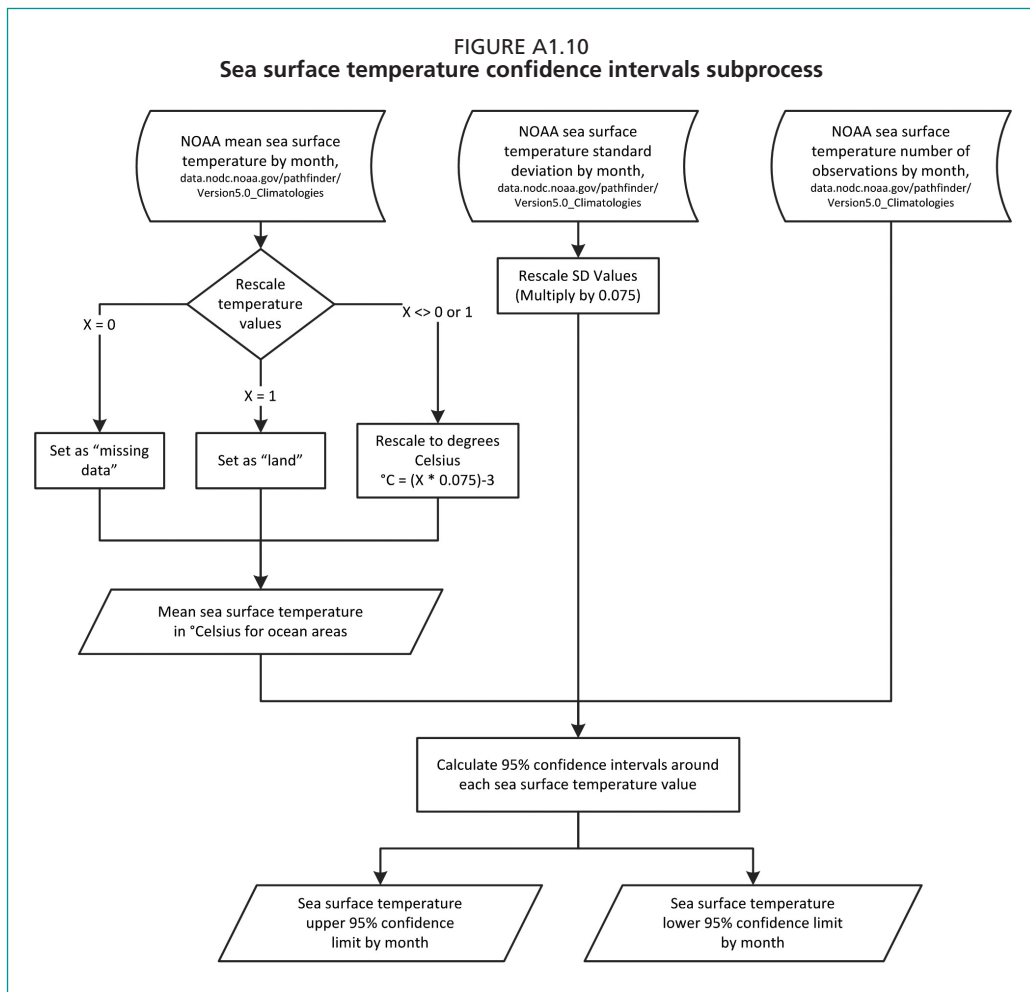 FIGURE A1.10
Sea surface temperature confidence intervals subprocess
NOAA mean sea surface
temperature by month,
data.nodc.noaa.gov/pathfinder/
Version5.0_Climatologies
NOAA sea surface
temperature standard
deviation by month,
data.nodc.noaa.gov/pathfinder/
Version5.0_Climatologies
NOAA sea surface
temperature number of
observations by month,
data.nodc.noaa.gov/pathfinder/
Version5.0_Climatologies
Rescale
temperature
values
Rescale SD Values
(Multiply by 0.075)
X = 0
X <> 0 or 1
X = 1
Set as “missing
data”
Set as “land”
Rescale to degrees
Celsius
°C = (X * 0.075)-3
Mean sea surface temperature
in °Celsius for ocean areas
Calculate 95% confidence intervals around
each sea surface temperature value
Sea surface temperature
upper 95% confidence
limit by month
Sea surface temperature
lower 95% confidence limit
by month